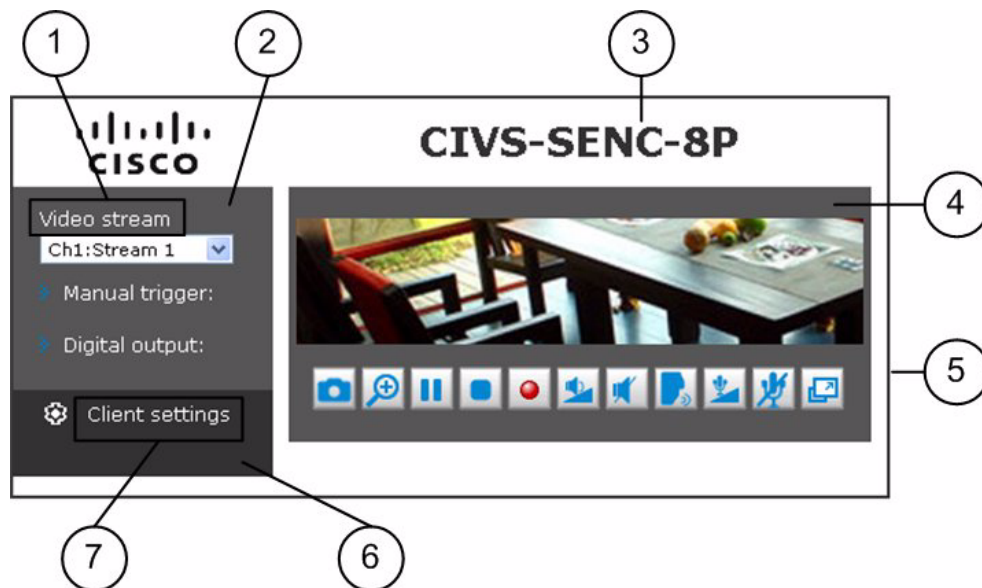 1
2
3
CISCO
CIVS-SENC-8P
4
Video stream
Ch1:Stream 1
Manual trigger:
Digital output:
5
Client settings
7
6